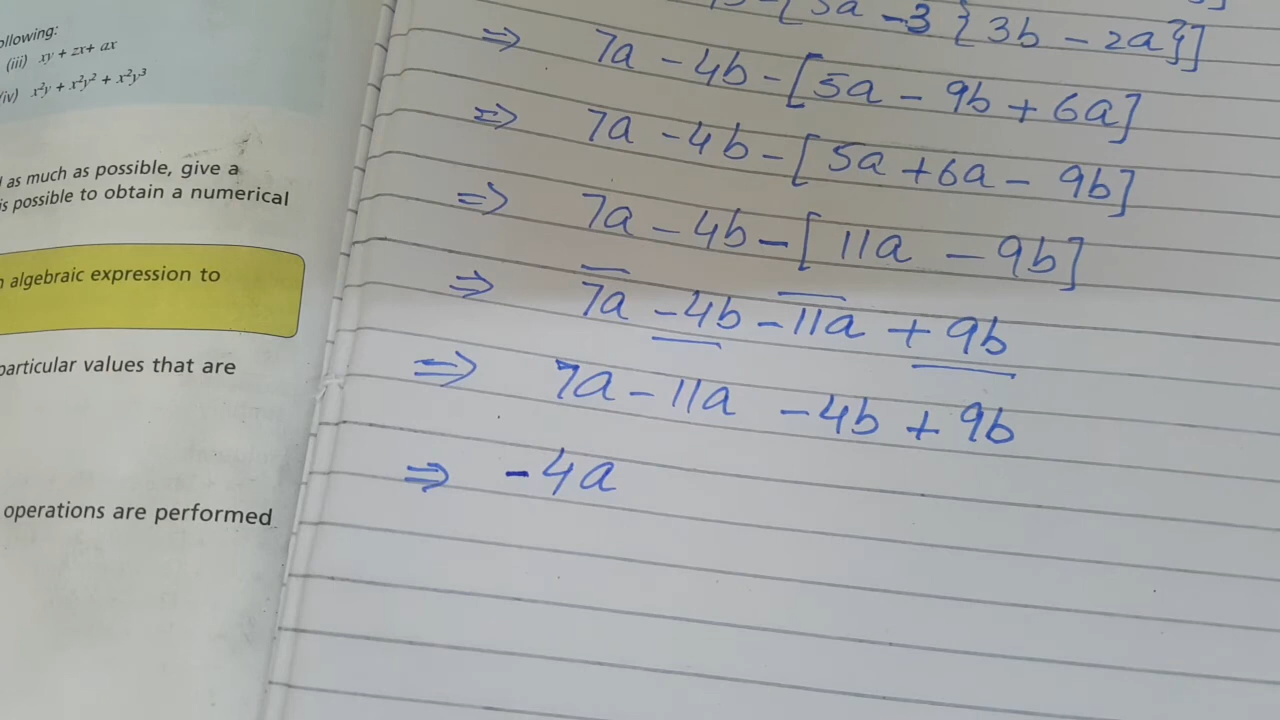 ollowing:
(iii) xy + zx+ ax
(iv) x²y + x²y² + x²y³
as much as possible, give a
is possible to obtain a numerical
algebraic expression to
particular values that are
operations are performed
- [5a - 3 {3b - 2a}]
⇒ 7a - 4b - [5a - 9b + 6a]
⇒ 7a - 4b - [5a + 6a - 9b]
⇒ 7a - 4b - [11a - 9b]
⇒ 7a - 4b - 11a + 9b
⇒ 7a - 11a - 4b + 9b
⇒ - 4a